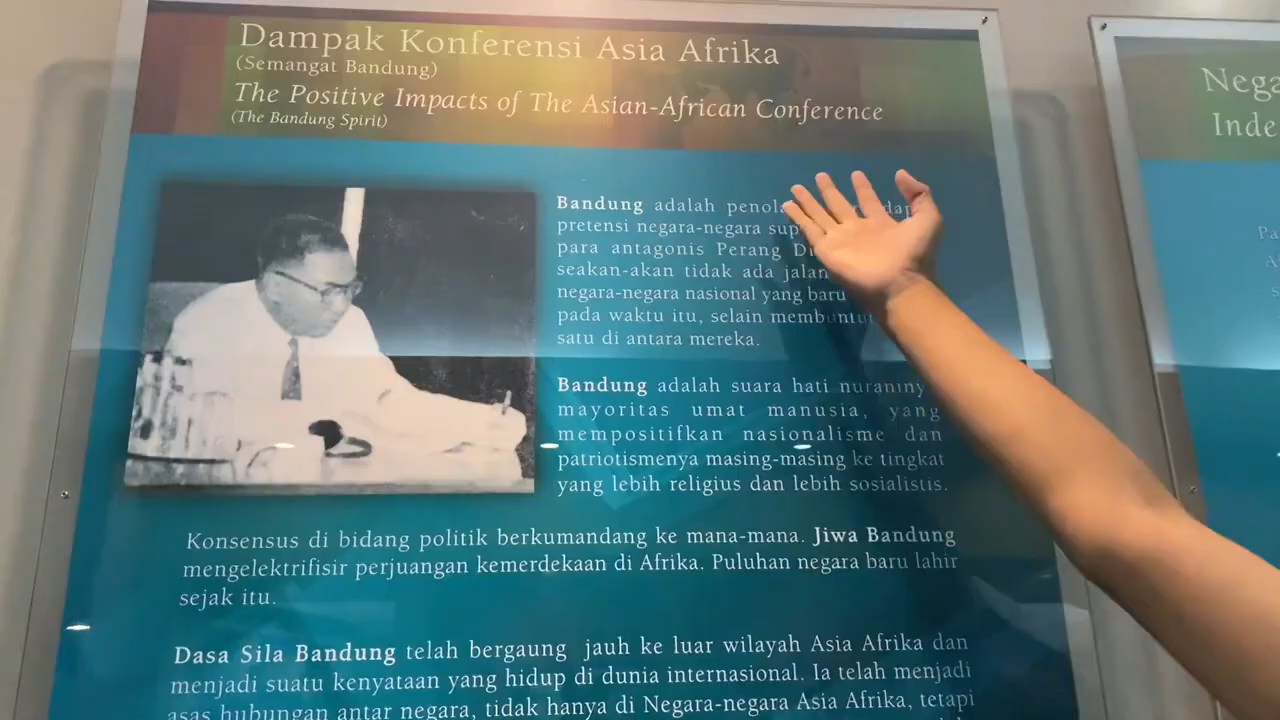 Dampak Konferensi Asia Afrika
(Semangat Bandung)
The Positive Impacts of The Asian-African Conference
(The Bandung Spirit)
Bandung adalah
pretensi negara-negara
para antagonis Perang
seakan-akan tidak ada jalan
negara-negara nasional yang baru
pada waktu itu, selain membuntut
satu di antara mereka.
Bandung adalah suara hati
mayoritas umat manusia, yang
mempositifkan nasionalisme dan
patriotismenya masing-masing ke tingkat
yang lebih religius dan lebih sosialistis.
Konsensus di bidang politik berkumandang ke mana-mana. Jiwa Bandung
mengelektrifisir perjuangan kemerdekaan di Afrika. Puluhan negara baru lahir
sejak itu.
Dasa Sila Bandung telah bergaung jauh ke luar wilayah Asia Afrika dan
menjadi suatu kenyataan yang hidup di dunia internasional. Ia telah menjadi
asas hubungan antar negara, tidak hanya di Negara-negara Asia Afrika, tetapi